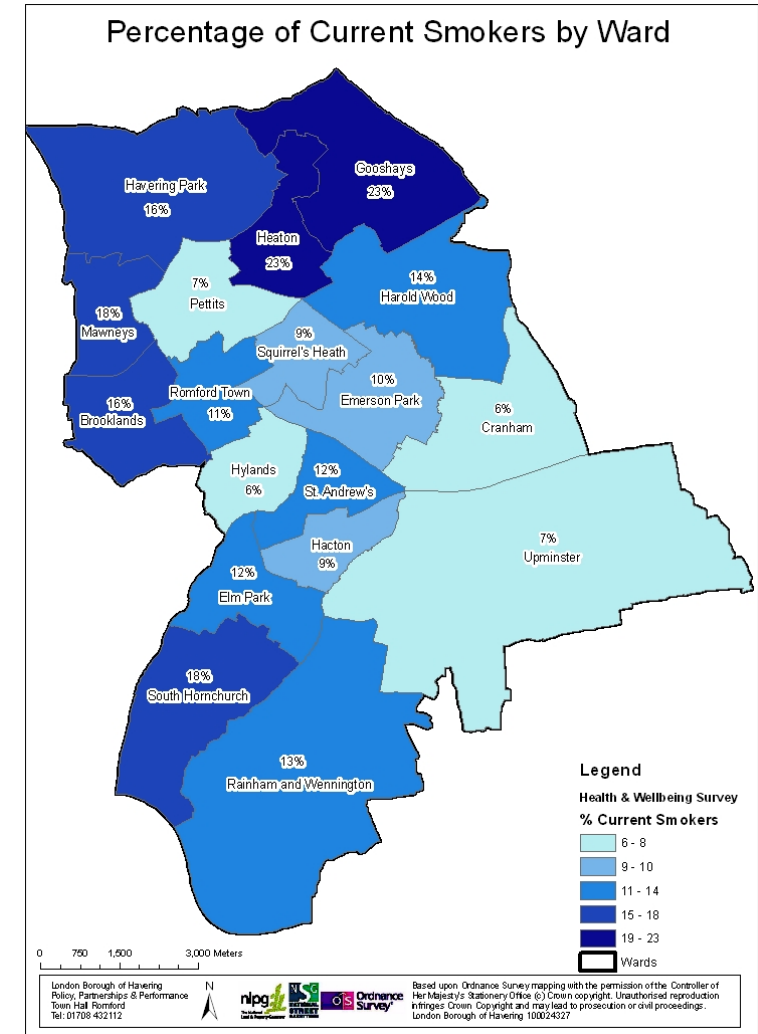 Percentage of Current Smokers by Ward
Gooshays
23%
Havering Park
16%
Heaton
23%
14%
Harold Wood
7%
Pettits
18%
Mawneys
9%
Squirrel's Heath
10%
Emerson Park
Romford Town
11%
16%
Brooklands
6%
Cranham
Hylands
6%
12%
St. Andrew's
7%
Upminster
Hacton
9%
12%
Elm Park
18%
South Hornchurch
13%
Rainham and Wennington
Legend
Health & Wellbeing Survey
% Current Smokers
6 - 8
9 - 10
11 - 14
15 - 18
19 - 23
Wards
0 750 1,500 3,000 Meters
London Borough of Havering
Policy, Partnerships & Performance
Town Hall Romford
Tel: 01708 432112
N
nlpg
NSG
OS
Ordnance
Survey
Based upon Ordnance Survey mapping with the permission of the Controller of
Her Majesty's Stationery Office (c) Crown copyright. Unauthorised reproduction
infringes Crown Copyright and may lead to prosecution or civil proceedings.
London Borough of Havering 100024327